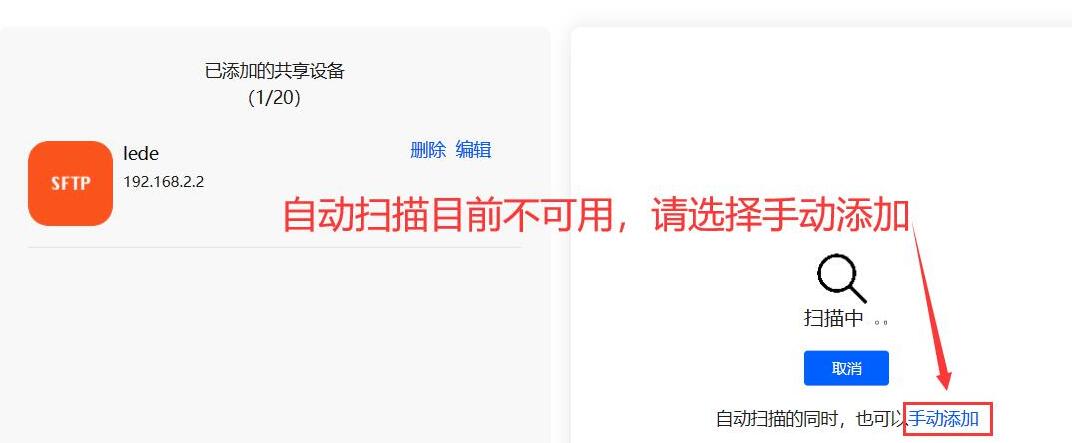 已添加的共享设备
（1/20）
SFTP
lede
192.168.2.2
删除 编辑
自动扫描目前不可用，请选择手动添加
扫描中 。。
取消
自动扫描的同时，也可以手动添加